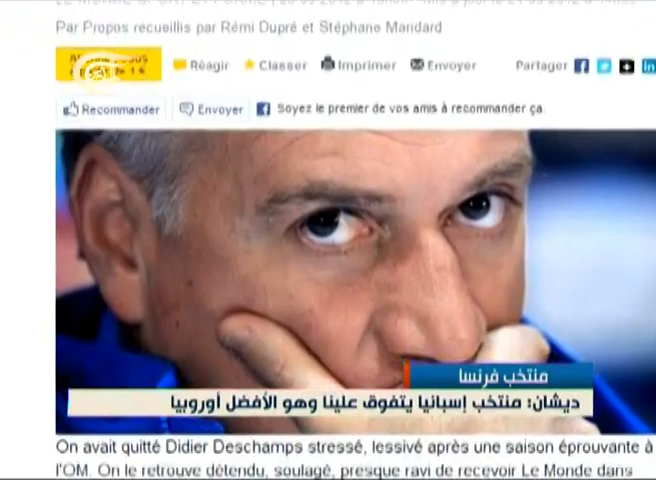 Par Propos recueillis par Rémi Dupré et Stéphane Mandard
Réagir Classer Imprimer Envoyer Partager
Recommander Envoyer Soyez le premier de vos amis à recommander ça.
منتخب فرنسا
ديشان: منتخب إسبانيا يتفوق علينا وهو الأفضل أوروبيا
On avait quitté Didier Deschamps stressé, lessivé après une saison éprouvante à
l'OM. On le retrouve détendu, soulagé, presque ravi de recevoir Le Monde dans